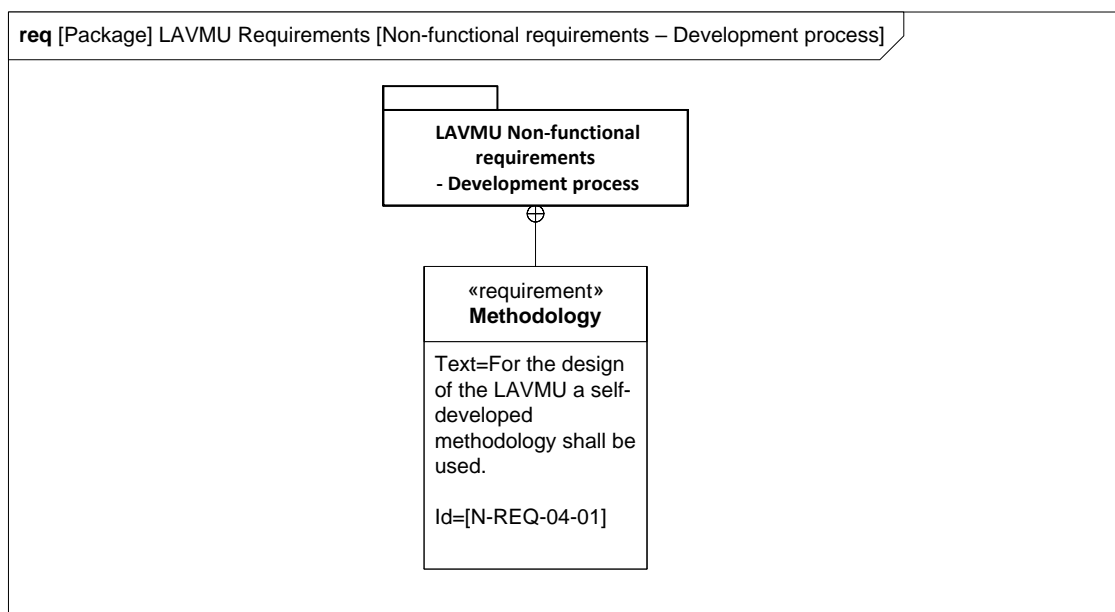 req [Package] LAVMU Requirements [Non-functional requirements – Development process]
LAVMU Non-functional
requirements
- Development process
«requirement»
Methodology
Text=For the design
of the LAVMU a self-
developed
methodology shall be
used.
Id=[N-REQ-04-01]